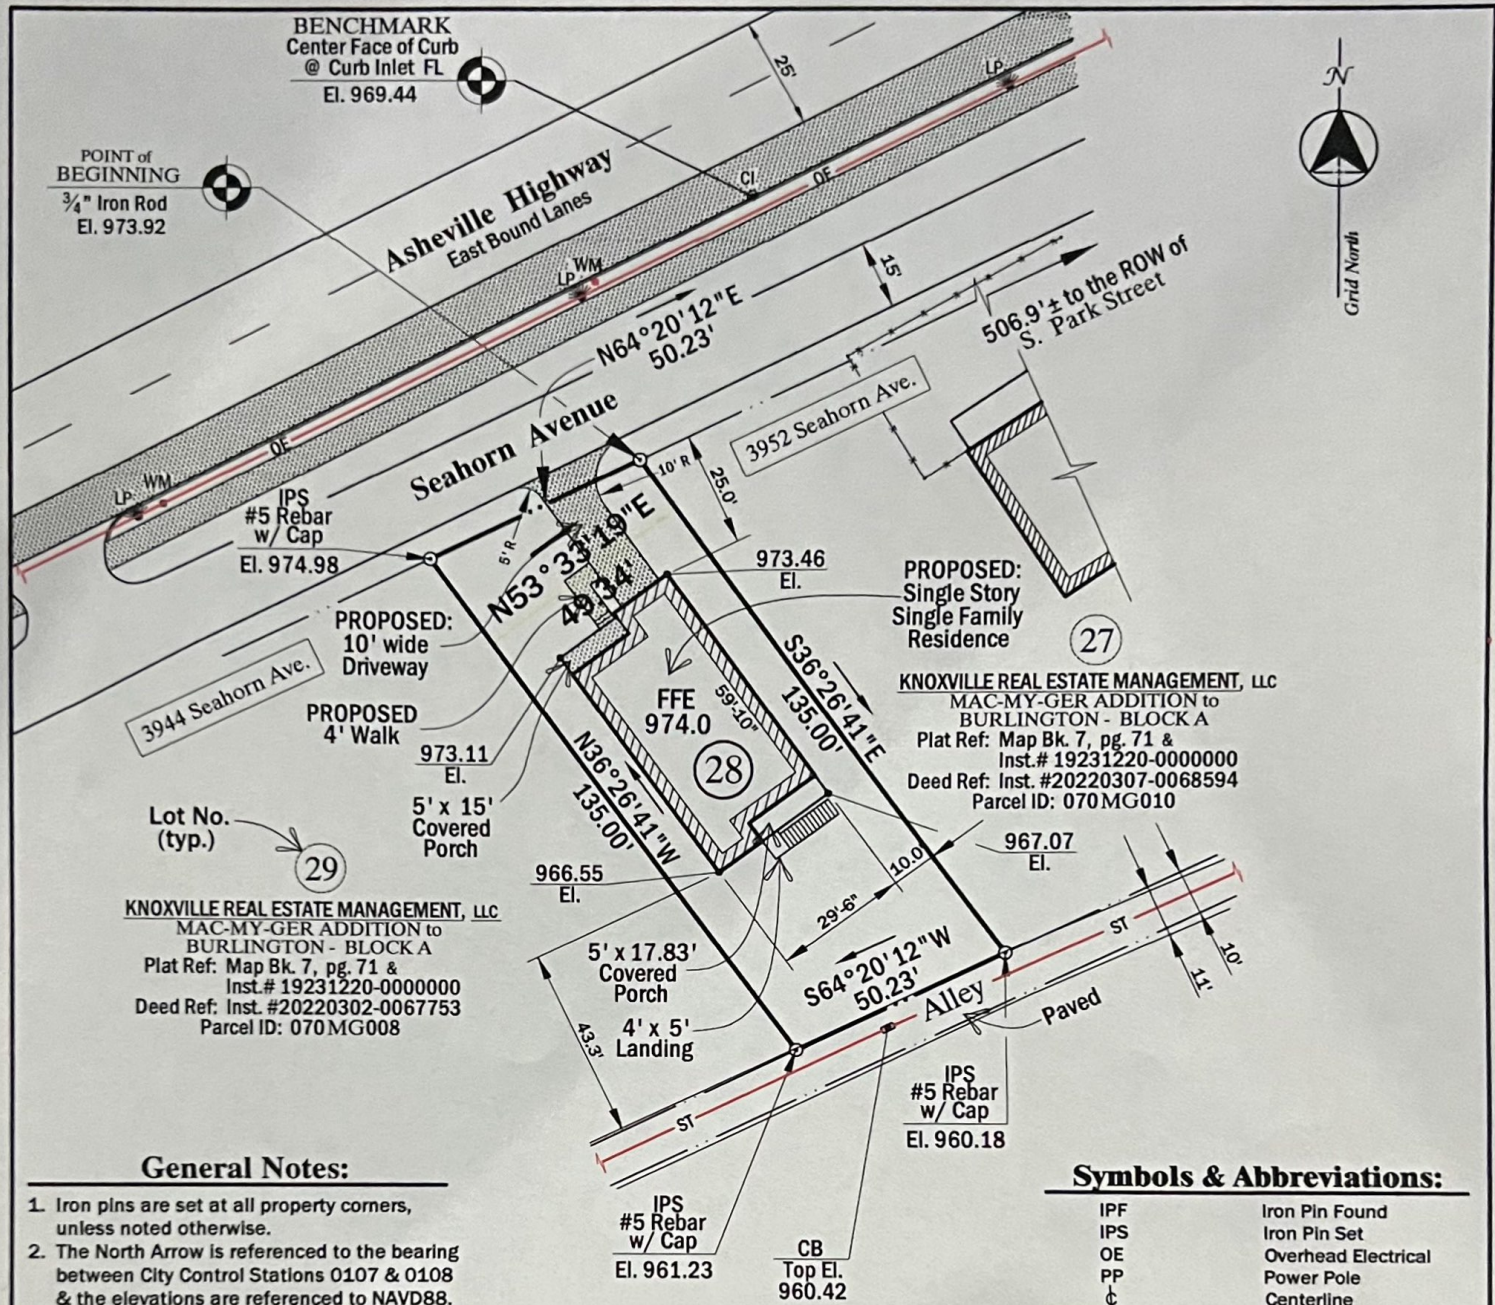 BENCHMARK
Center Face of Curb
@ Curb Inlet FL
El. 969.44
POINT of
BEGINNING
3/4" Iron Rod
El. 973.92
Asheville Highway
East Bound Lanes
25'
LP
CI
OE
N
Grid North
WM
LP
15'
N64°20'12"E
50.23'
506.9'± to the ROW of
S. Park Street
OE
Seahorn Avenue
3952 Seahorn Ave.
LP
WM
IPS
#5 Rebar
w/ Cap
El. 974.98
10' R
25.0'
5' R
N53°33'19"E
49.34'
973.46
El.
PROPOSED:
Single Story
Single Family
Residence
PROPOSED:
10' wide
Driveway
3944 Seahorn Ave.
PROPOSED
4' Walk
973.11
El.
5' x 15'
Covered
Porch
FFE
974.0
59'-10"
28
S36°26'41"E
135.00'
N36°26'41"W
135.00'
27
KNOXVILLE REAL ESTATE MANAGEMENT, LLC
MAC-MY-GER ADDITION to
BURLINGTON - BLOCK A
Plat Ref: Map Bk. 7, pg. 71 &
Inst.# 19231220-0000000
Deed Ref: Inst. #20220307-0068594
Parcel ID: 070MG010
Lot No.
(typ.)
29
KNOXVILLE REAL ESTATE MANAGEMENT, LLC
MAC-MY-GER ADDITION to
BURLINGTON - BLOCK A
Plat Ref: Map Bk. 7, pg. 71 &
Inst.# 19231220-0000000
Deed Ref: Inst. #20220302-0067753
Parcel ID: 070MG008
966.55
El.
967.07
El.
10.0'
29'-6"
5' x 17.83'
Covered
Porch
4' x 5'
Landing
43.3'
S64°20'12"W
50.23'
Alley
Paved
ST
10'
11'
ST
IPS
#5 Rebar
w/ Cap
El. 960.18
IPS
#5 Rebar
w/ Cap
El. 961.23
CB
Top El.
960.42
General Notes:
1. Iron pins are set at all property corners,
unless noted otherwise.
2. The North Arrow is referenced to the bearing
between City Control Stations 0107 & 0108
& the elevations are referenced to NAVD88.
Symbols & Abbreviations:
IPF Iron Pin Found
IPS Iron Pin Set
OE Overhead Electrical
PP Power Pole
℄ Centerline